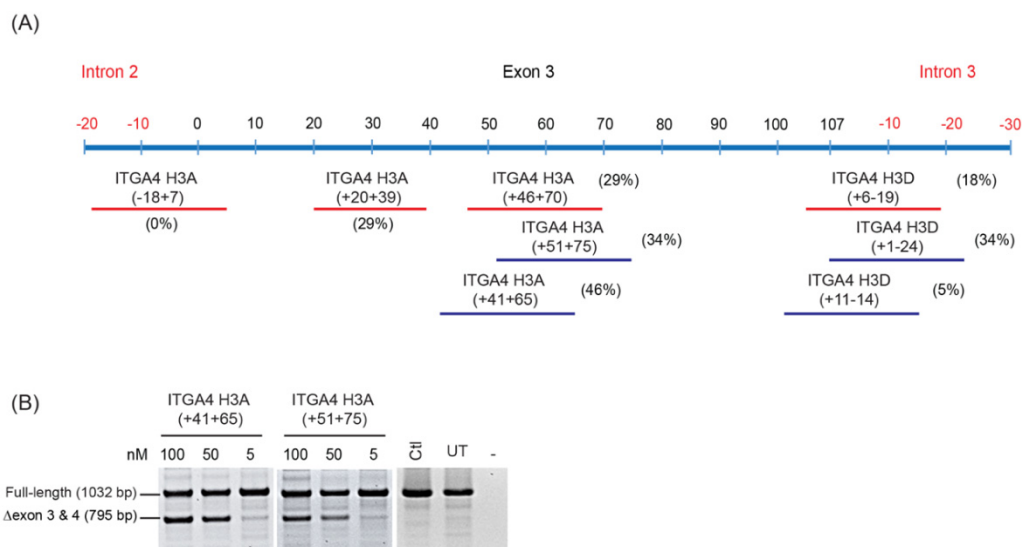 (A)
Intron 2 Exon 3 Intron 3
-20 -10 0 10 20 30 40 50 60 70 80 90 100 107 -10 -20 -30
ITGA4 H3A ITGA4 H3A ITGA4 H3A (29%) ITGA4 H3D (18%)
(-18+7) (+20+39) (+46+70) (+6-19)
(0%) (29%) ITGA4 H3A (34%) ITGA4 H3D (34%)
(+51+75) (+1-24)
ITGA4 H3A (46%) ITGA4 H3D (5%)
(+41+65) (+11-14)
(B)
ITGA4 H3A ITGA4 H3A
(+41+65) (+51+75)
nM 100 50 5 100 50 5 Ctl UT -
Full-length (1032 bp)
Δexon 3 & 4 (795 bp)